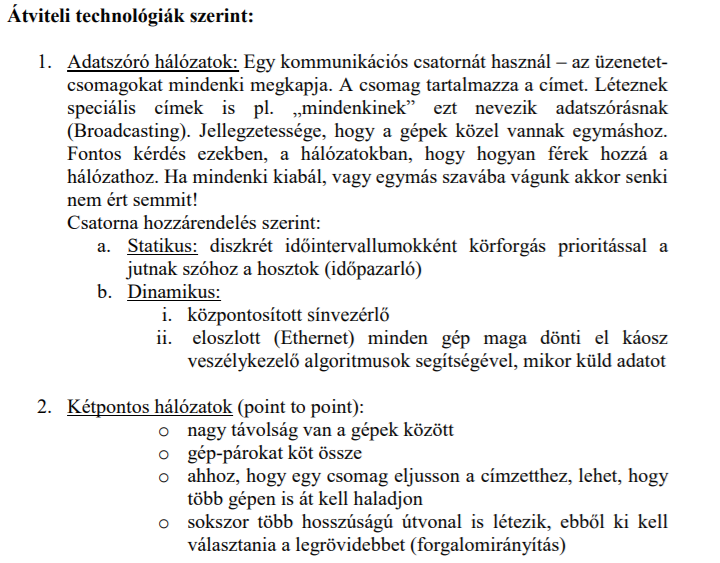 Átviteli technológiák szerint:
1. Adatszóró hálózatok: Egy kommunikációs csatornát használ – az üzenetet-
csomagokat mindenki megkapja. A csomag tartalmazza a címet. Léteznek
speciális címek is pl. „mindenkinek” ezt nevezik adatszórásnak
(Broadcasting). Jellegzetessége, hogy a gépek közel vannak egymáshoz.
Fontos kérdés ezekben, a hálózatokban, hogy hogyan férek hozzá a
hálózathoz. Ha mindenki kiabál, vagy egymás szavába vágunk akkor senki
nem ért semmit!
Csatorna hozzárendelés szerint:
a. Statikus: diszkrét időintervallumokként körforgás prioritással a
jutnak szóhoz a hosztok (időpazarló)
b. Dinamikus:
i. központosított sínvezérlő
ii. eloszlott (Ethernet) minden gép maga dönti el káosz
veszélykezelő algoritmusok segítségével, mikor küld adatot
2. Kétpontos hálózatok (point to point):
o nagy távolság van a gépek között
o gép-párokat köt össze
o ahhoz, hogy egy csomag eljusson a címzetthez, lehet, hogy
több gépen is át kell haladjon
o sokszor több hosszúságú útvonal is létezik, ebből ki kell
választania a legrövidebbet (forgalomirányítás)